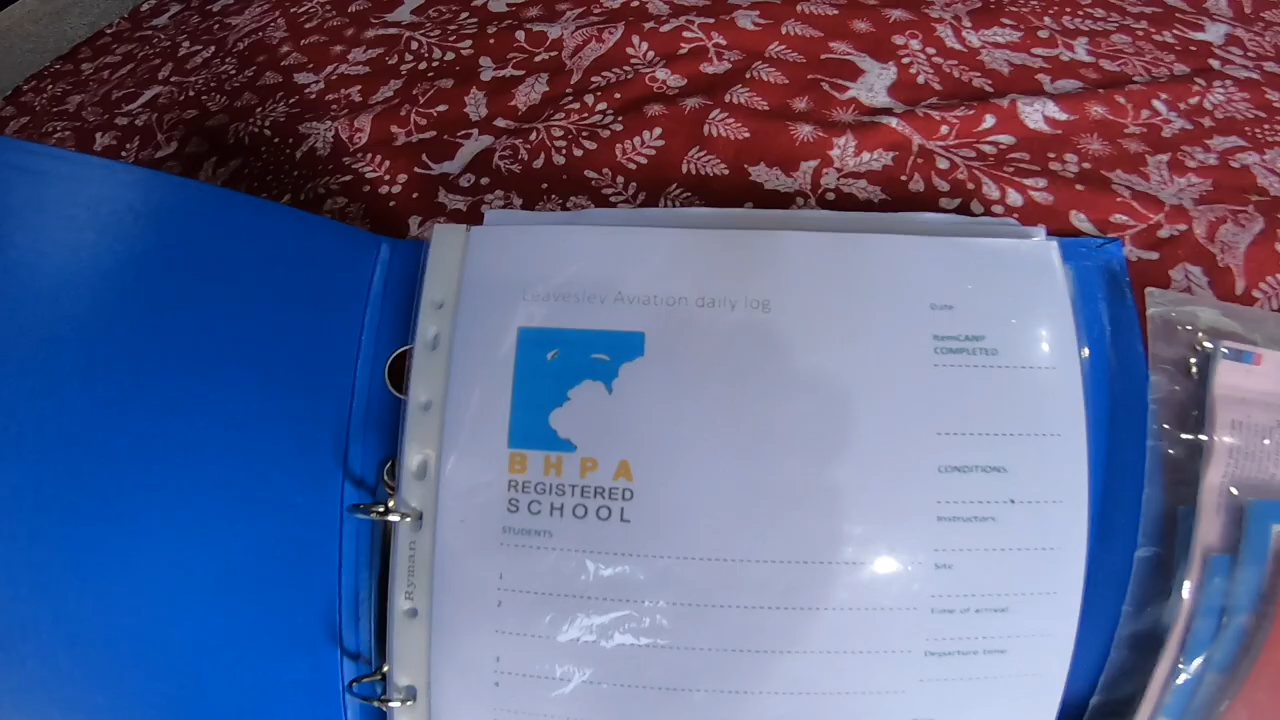 Leavesley Aviation daily log
Date
COMPLETED
BHPA
REGISTERED
SCHOOL
CONDITIONS
Instructors
STUDENTS
Site:
1
Time of arrival:
2
Departure time
3
4
Ryman